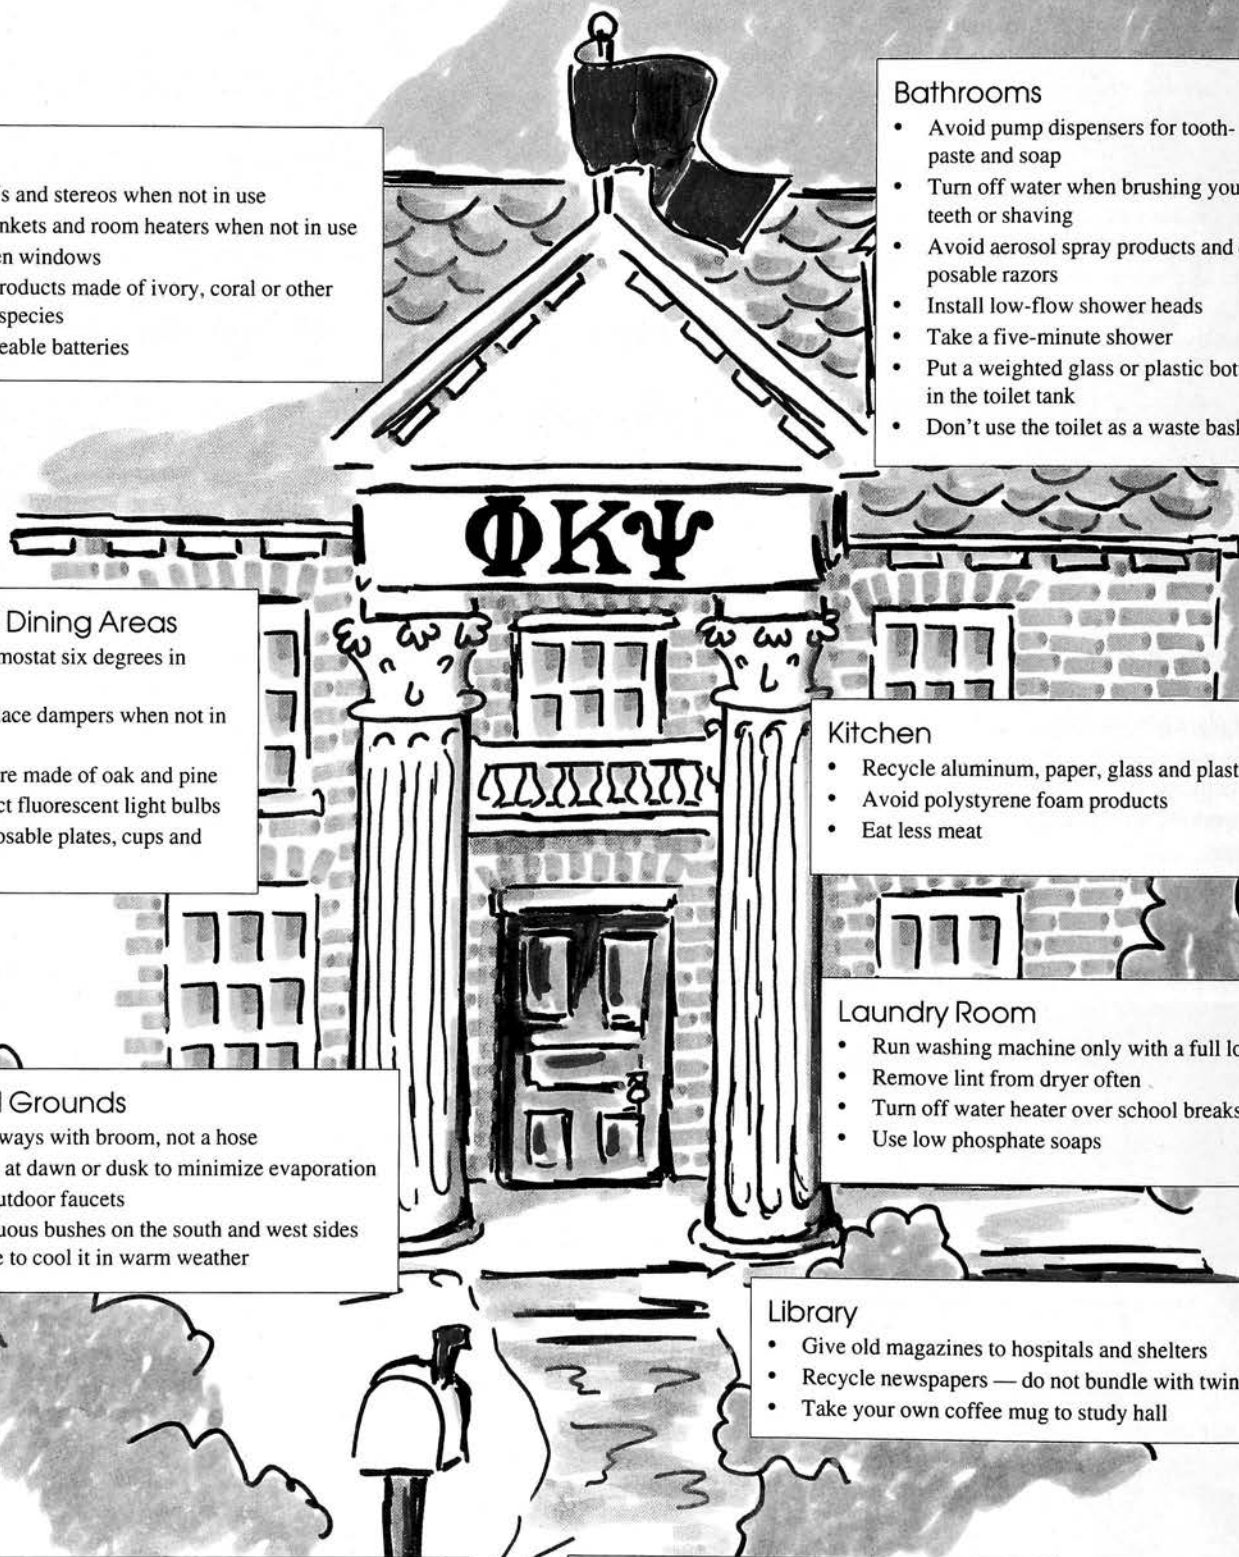 s and stereos when not in use
nkets and room heaters when not in use
en windows
roducts made of ivory, coral or other
species
eable batteries
Bathrooms
• Avoid pump dispensers for tooth-
paste and soap
• Turn off water when brushing you
teeth or shaving
• Avoid aerosol spray products and
posable razors
• Install low-flow shower heads
• Take a five-minute shower
• Put a weighted glass or plastic bot
in the toilet tank
• Don't use the toilet as a waste bas
ΦΚΨ
Dining Areas
mostat six degrees in
lace dampers when not in
re made of oak and pine
ct fluorescent light bulbs
osable plates, cups and
Kitchen
• Recycle aluminum, paper, glass and plast
• Avoid polystyrene foam products
• Eat less meat
Laundry Room
• Run washing machine only with a full lo
• Remove lint from dryer often
• Turn off water heater over school breaks
• Use low phosphate soaps
Grounds
ways with broom, not a hose
at dawn or dusk to minimize evaporation
utdoor faucets
uous bushes on the south and west sides
e to cool it in warm weather
Library
• Give old magazines to hospitals and shelters
• Recycle newspapers — do not bundle with twin
• Take your own coffee mug to study hall